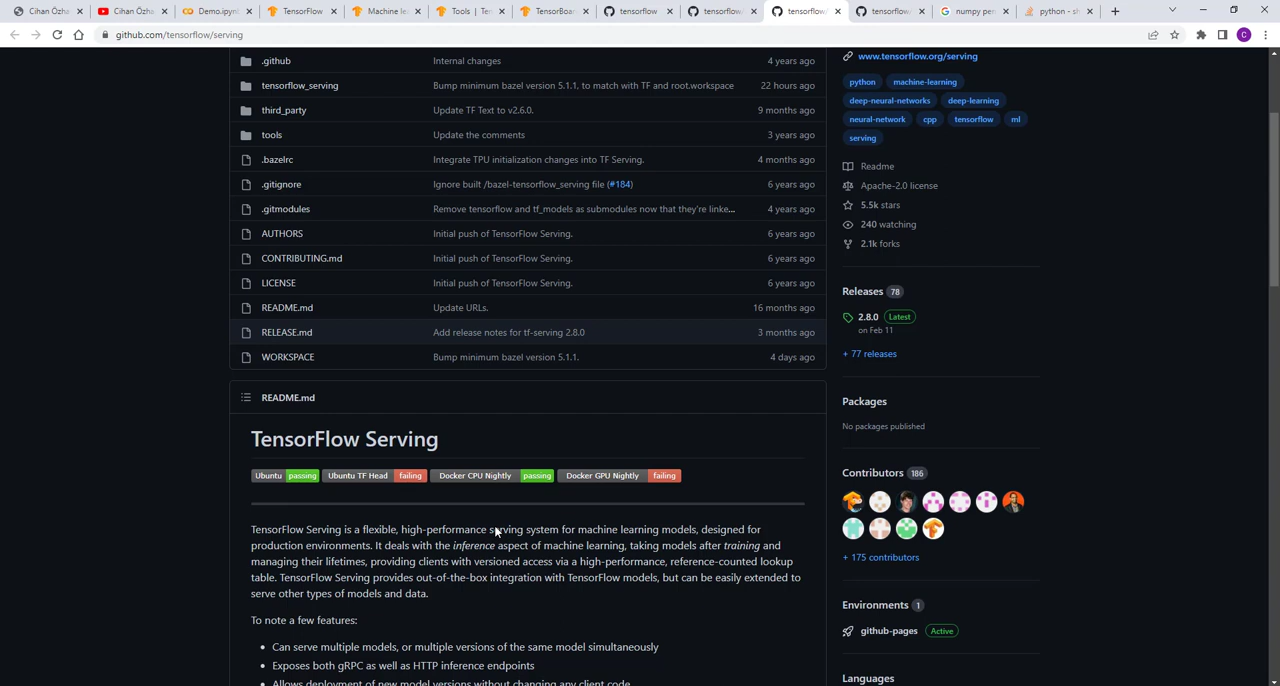 Cihan Özha
Cihan Özha
Demo.ipynb
TensorFlow
Machine le
Tools | Ten
TensorBoar
tensorflow
tensorflow
tensorflow/
tensorflow/
numpy per
python - sh
github.com/tensorflow/serving
.github Internal changes 4 years ago
tensorflow_serving Bump minimum bazel version 5.1.1, to match with TF and root.workspace 22 hours ago
third_party Update TF Text to v2.6.0. 9 months ago
tools Update the comments 3 years ago
.bazelrc Integrate TPU initialization changes into TF Serving. 4 months ago
.gitignore Ignore built /bazel-tensorflow_serving file (#184) 6 years ago
.gitmodules Remove tensorflow and tf_models as submodules now that they're linke... 4 years ago
AUTHORS Initial push of TensorFlow Serving. 6 years ago
CONTRIBUTING.md Initial push of TensorFlow Serving. 6 years ago
LICENSE Initial push of TensorFlow Serving. 6 years ago
README.md Update URLs. 16 months ago
RELEASE.md Add release notes for tf-serving 2.8.0 3 months ago
WORKSPACE Bump minimum bazel version 5.1.1. 4 days ago
README.md
TensorFlow Serving
Ubuntu passing Ubuntu TF Head failing Docker CPU Nightly passing Docker GPU Nightly failing
TensorFlow Serving is a flexible, high-performance serving system for machine learning models, designed for
production environments. It deals with the inference aspect of machine learning, taking models after training and
managing their lifetimes, providing clients with versioned access via a high-performance, reference-counted lookup
table. TensorFlow Serving provides out-of-the-box integration with TensorFlow models, but can be easily extended to
serve other types of models and data.
To note a few features:
• Can serve multiple models, or multiple versions of the same model simultaneously
• Exposes both gRPC as well as HTTP inference endpoints
• Allows deployment of new model versions without changing any client code
www.tensorflow.org/serving
python machine-learning
deep-neural-networks deep-learning
neural-network cpp tensorflow ml
serving
Readme
Apache-2.0 license
5.5k stars
240 watching
2.1k forks
Releases 78
2.8.0 Latest
on Feb 11
+ 77 releases
Packages
No packages published
Contributors 186
+ 175 contributors
Environments 1
github-pages Active
Languages